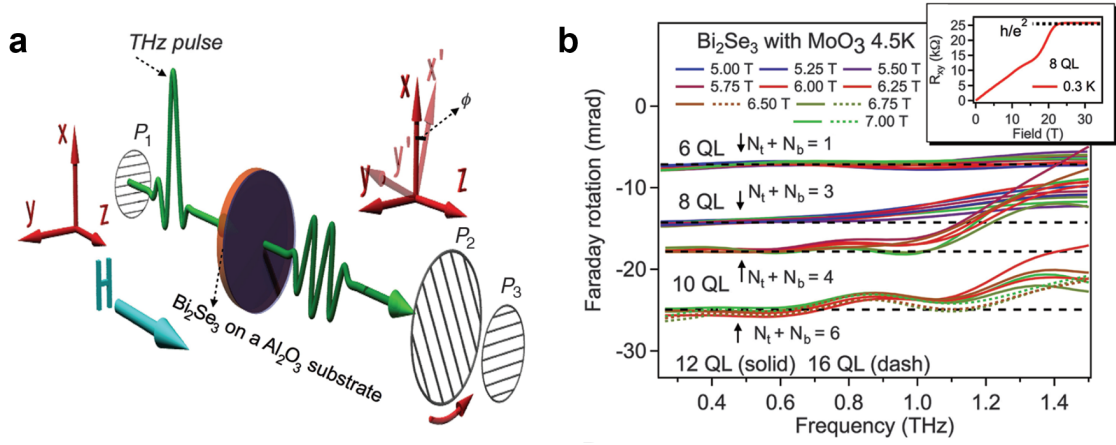 a
THz pulse
P1
x
y
z
H
Bi2Se3 on a Al2O3 substrate
x
x'
ϕ
y
y'
z
P2
P3
b
Bi2Se3 with MoO3 4.5K
5.00 T 5.25 T 5.50 T
5.75 T 6.00 T 6.25 T
6.50 T 6.75 T
7.00 T
h/e2
8 QL
0.3 K
Rxy (kΩ)
25
20
15
10
5
0
0 10 20 30
Field (T)
Faraday rotation (mrad)
0
-10
-20
-30
6 QL ↓Nt + Nb = 1
8 QL ↓Nt + Nb = 3
10 QL ↑Nt + Nb = 4
↑ Nt + Nb = 6
12 QL (solid) 16 QL (dash)
0.4 0.6 0.8 1.0 1.2 1.4
Frequency (THz)